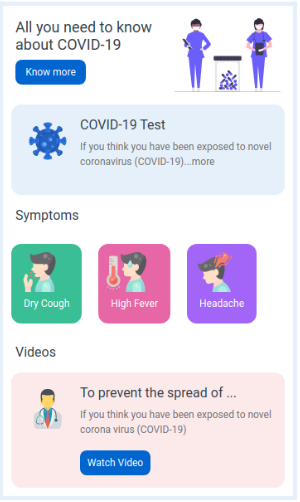 All you need to know
about COVID-19
Know more
COVID-19 Test
If you think you have been exposed to novel
coronavirus (COVID-19)...more
Symptoms
Dry Cough
High Fever
Headache
Videos
To prevent the spread of ...
If you think you have been exposed to novel
corona virus (COVID-19)
Watch Video